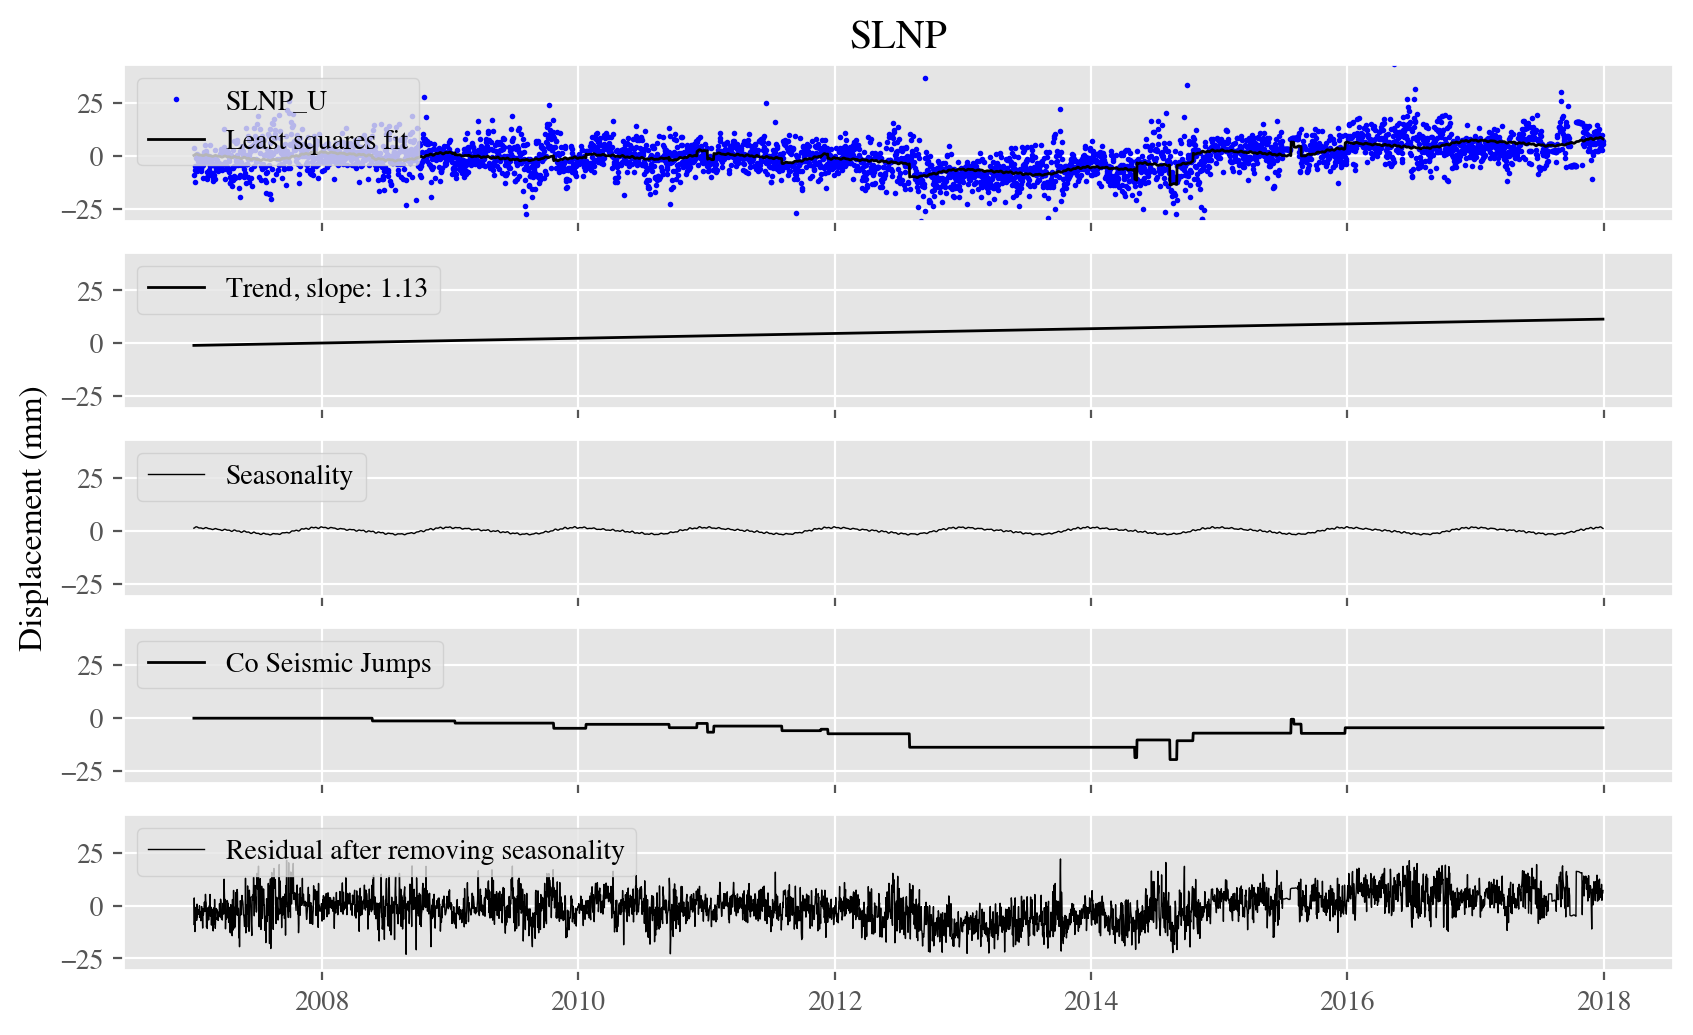 SLNP
SLNP_U
Least squares fit
25
0
−25
Trend, slope: 1.13
25
0
−25
Displacement (mm)
Seasonality
25
0
−25
Co Seismic Jumps
25
0
−25
Residual after removing seasonality
25
0
−25
2008 2010 2012 2014 2016 2018